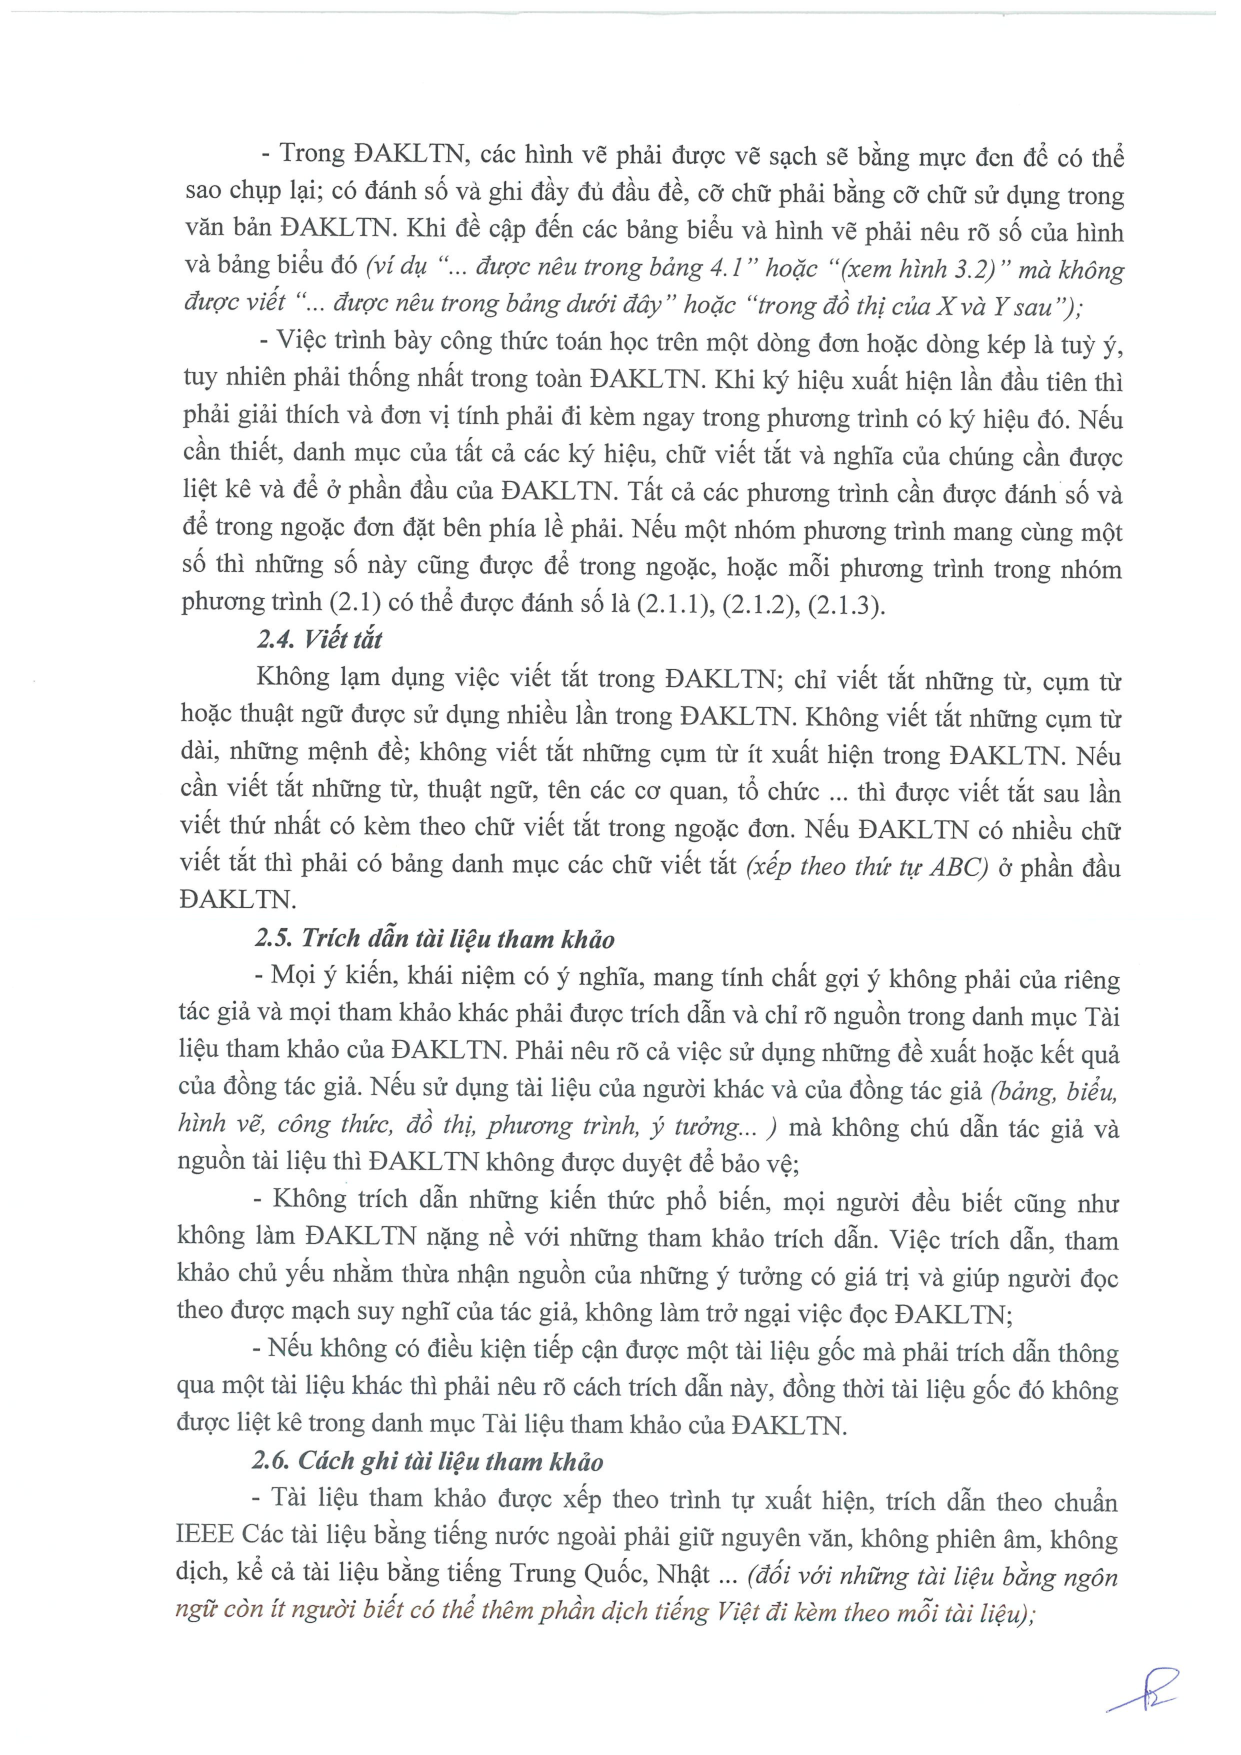 - Trong ĐAKLTN, các hình vẽ phải được vẽ sạch sẽ bằng mực đen để có thể
sao chụp lại; có đánh số và ghi đầy đủ đầu đề, cỡ chữ phải bằng cỡ chữ sử dụng trong
văn bản ĐAKLTN. Khi đề cập đến các bảng biểu và hình vẽ phải nêu rõ số của hình
và bảng biểu đó (ví dụ “... được nêu trong bảng 4.1” hoặc “(xem hình 3.2)” mà không
được viết “... được nêu trong bảng dưới đây” hoặc “trong đồ thị của X và Y sau”);
- Việc trình bày công thức toán học trên một dòng đơn hoặc dòng kép là tuỳ ý,
tuy nhiên phải thống nhất trong toàn ĐAKLTN. Khi ký hiệu xuất hiện lần đầu tiên thì
phải giải thích và đơn vị tính phải đi kèm ngay trong phương trình có ký hiệu đó. Nếu
cần thiết, danh mục của tất cả các ký hiệu, chữ viết tắt và nghĩa của chúng cần được
liệt kê và để ở phần đầu của ĐAKLTN. Tất cả các phương trình cần được đánh số và
để trong ngoặc đơn đặt bên phía lề phải. Nếu một nhóm phương trình mang cùng một
số thì những số này cũng được để trong ngoặc, hoặc mỗi phương trình trong nhóm
phương trình (2.1) có thể được đánh số là (2.1.1), (2.1.2), (2.1.3).
2.4. Viết tắt
Không lạm dụng việc viết tắt trong ĐAKLTN; chỉ viết tắt những từ, cụm từ
hoặc thuật ngữ được sử dụng nhiều lần trong ĐAKLTN. Không viết tắt những cụm từ
dài, những mệnh đề; không viết tắt những cụm từ ít xuất hiện trong ĐAKLTN. Nếu
cần viết tắt những từ, thuật ngữ, tên các cơ quan, tổ chức ... thì được viết tắt sau lần
viết thứ nhất có kèm theo chữ viết tắt trong ngoặc đơn. Nếu ĐAKLTN có nhiều chữ
viết tắt thì phải có bảng danh mục các chữ viết tắt (xếp theo thứ tự ABC) ở phần đầu
ĐAKLTN.
2.5. Trích dẫn tài liệu tham khảo
- Mọi ý kiến, khái niệm có ý nghĩa, mang tính chất gợi ý không phải của riêng
tác giả và mọi tham khảo khác phải được trích dẫn và chỉ rõ nguồn trong danh mục Tài
liệu tham khảo của ĐAKLTN. Phải nêu rõ cả việc sử dụng những đề xuất hoặc kết quả
của đồng tác giả. Nếu sử dụng tài liệu của người khác và của đồng tác giả (bảng, biểu,
hình vẽ, công thức, đồ thị, phương trình, ý tưởng... ) mà không chú dẫn tác giả và
nguồn tài liệu thì ĐAKLTN không được duyệt để bảo vệ;
- Không trích dẫn những kiến thức phổ biến, mọi người đều biết cũng như
không làm ĐAKLTN nặng nề với những tham khảo trích dẫn. Việc trích dẫn, tham
khảo chủ yếu nhằm thừa nhận nguồn của những ý tưởng có giá trị và giúp người đọc
theo được mạch suy nghĩ của tác giả, không làm trở ngại việc đọc ĐAKLTN;
- Nếu không có điều kiện tiếp cận được một tài liệu gốc mà phải trích dẫn thông
qua một tài liệu khác thì phải nêu rõ cách trích dẫn này, đồng thời tài liệu gốc đó không
được liệt kê trong danh mục Tài liệu tham khảo của ĐAKLTN.
2.6. Cách ghi tài liệu tham khảo
- Tài liệu tham khảo được xếp theo trình tự xuất hiện, trích dẫn theo chuẩn
IEEE Các tài liệu bằng tiếng nước ngoài phải giữ nguyên văn, không phiên âm, không
dịch, kể cả tài liệu bằng tiếng Trung Quốc, Nhật ... (đối với những tài liệu bằng ngôn
ngữ còn ít người biết có thể thêm phần dịch tiếng Việt đi kèm theo mỗi tài liệu);